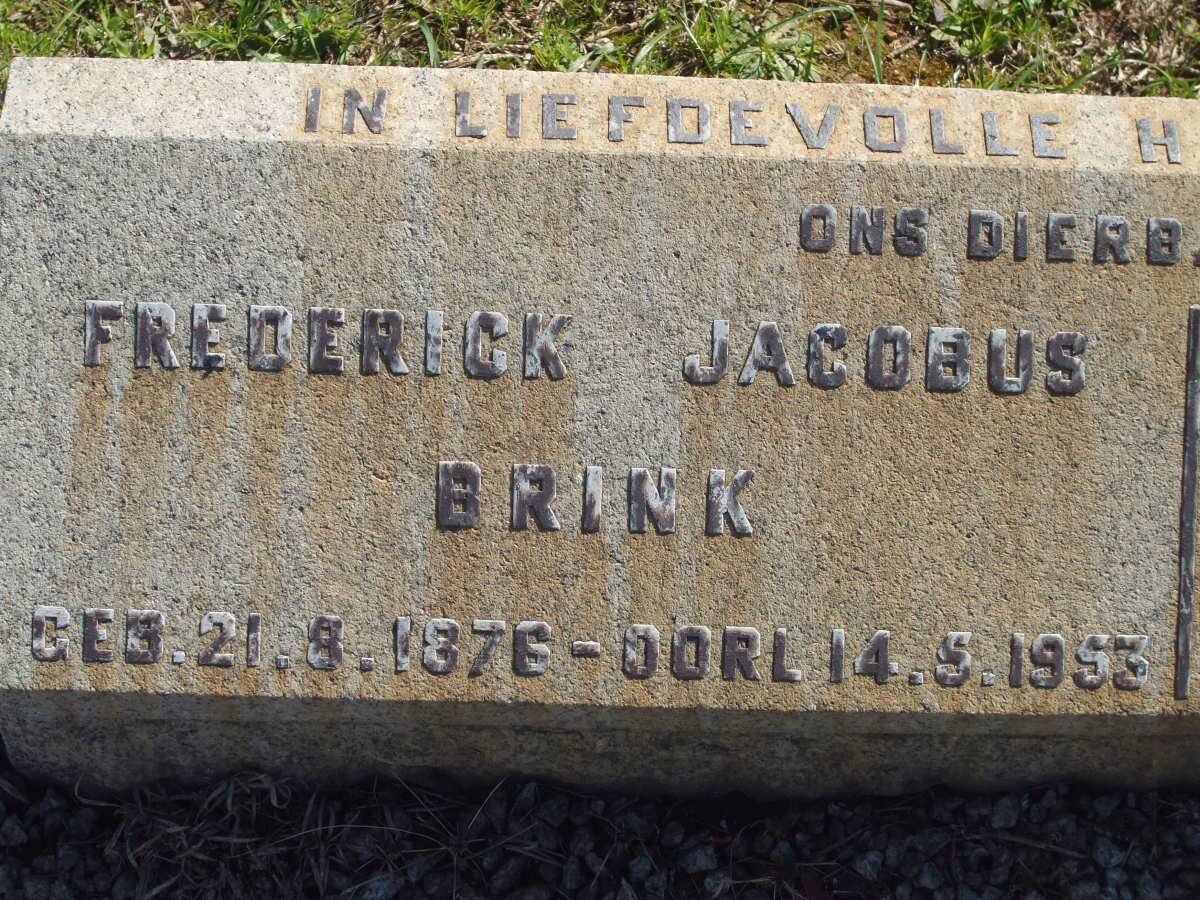 IN LIEFDEVOLLE H
ONS DIERB
FREDERICK JACOBUS
BRINK
GEB. 21.8.1876 - OORL 14.5.1953